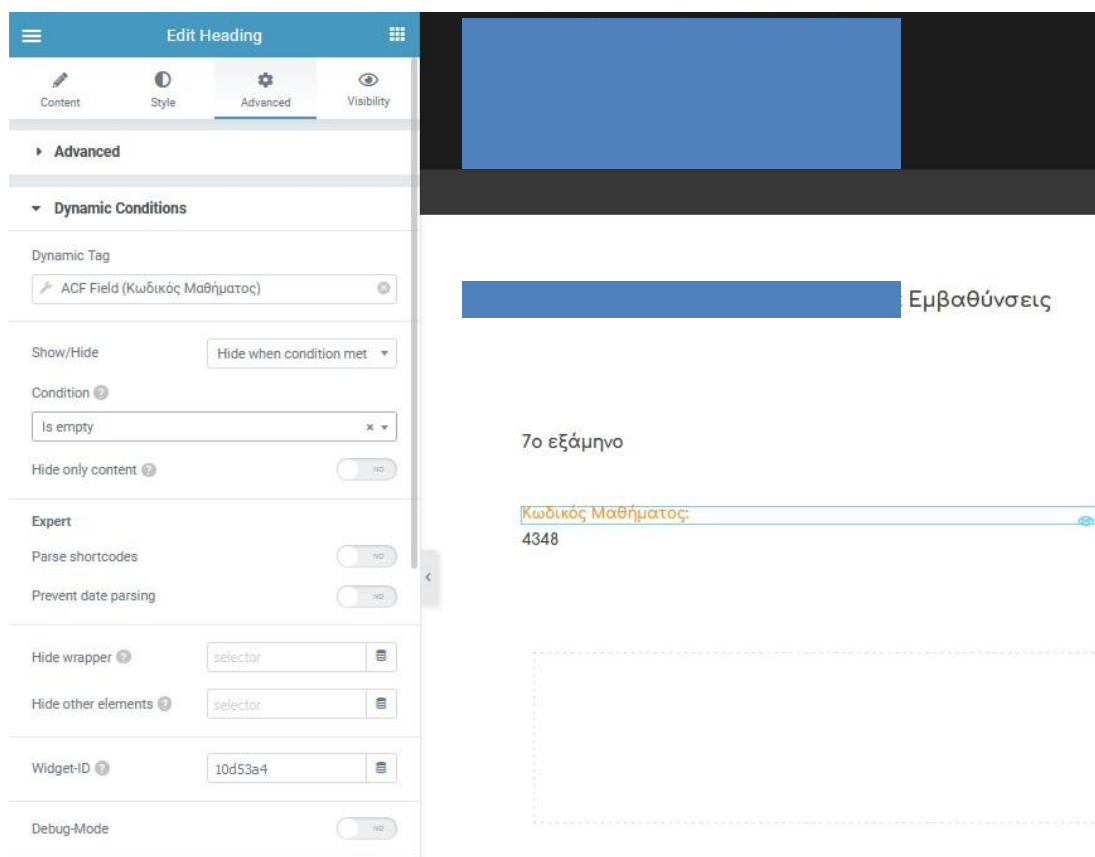 Edit Heading
Content
Style
Advanced
Visibility
Advanced
Dynamic Conditions
Dynamic Tag
ACF Field (Κωδικός Μαθήματος)
Show/Hide
Hide when condition met
Condition
Is empty
Hide only content
NO
Expert
Parse shortcodes
NO
Prevent date parsing
NO
Hide wrapper
selector
Hide other elements
selector
Widget-ID
10d53a4
Debug-Mode
NO
Εμβαθύνσεις
7ο εξάμηνο
Κωδικός Μαθήματος:
4348